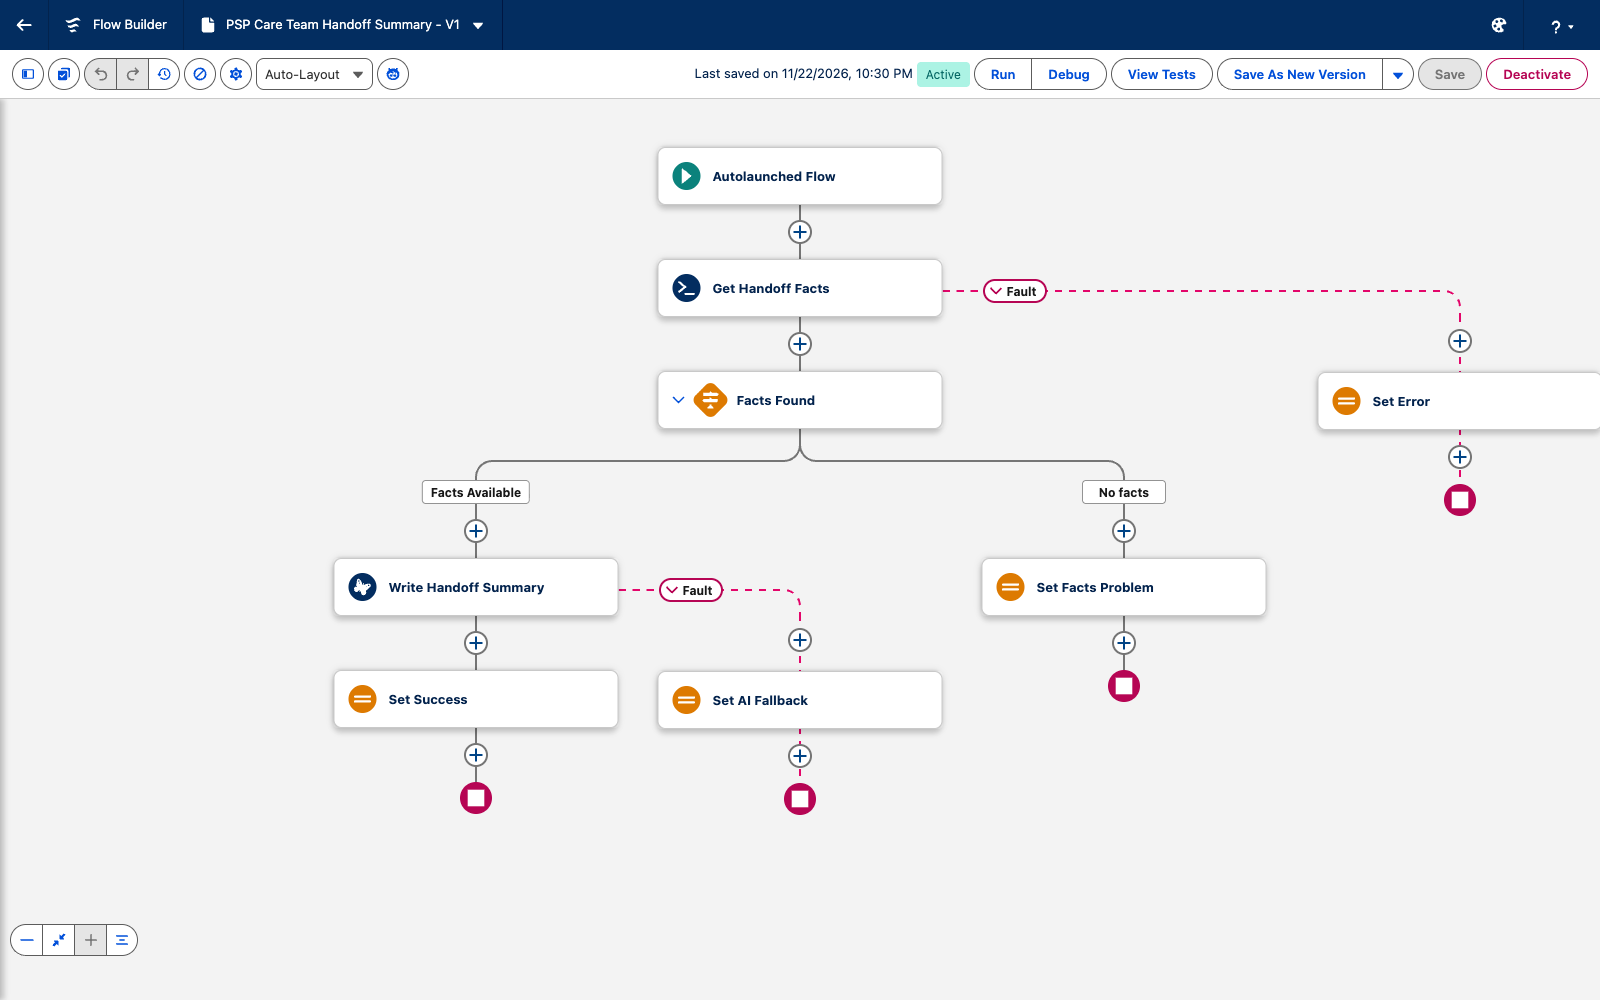 Flow Builder
PSP Care Team Handoff Summary - V1
?
Auto-Layout
Last saved on 11/22/2026, 10:30 PM
Active
Run
Debug
View Tests
Save As New Version
Save
Deactivate
Autolaunched Flow
Get Handoff Facts
Fault
Facts Found
Set Error
Facts Available
No facts
Write Handoff Summary
Fault
Set Facts Problem
Set Success
Set AI Fallback